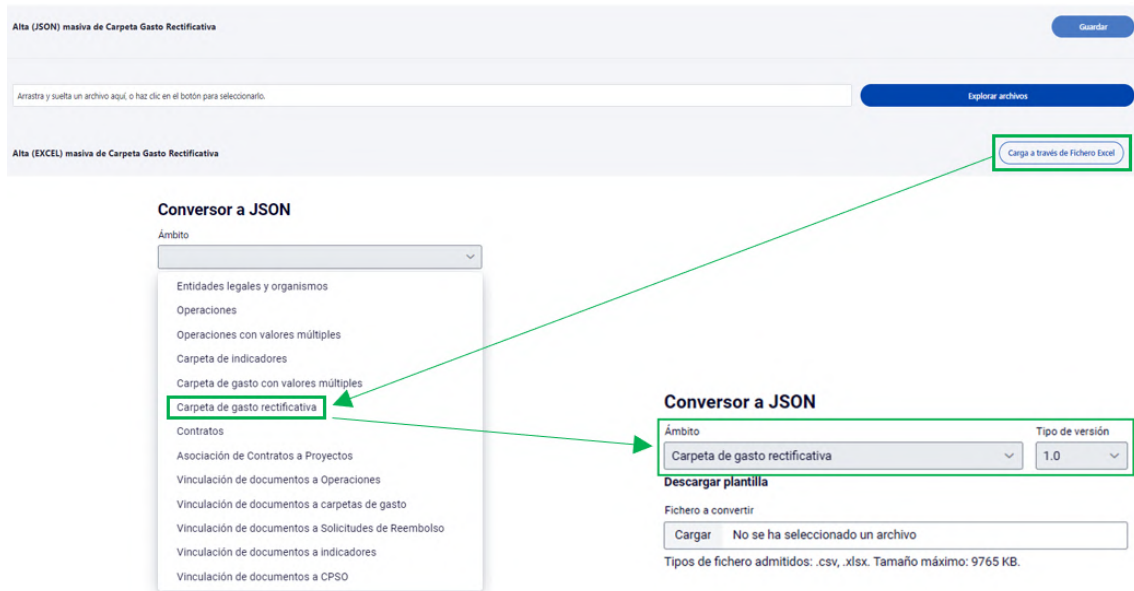 Alta (JSON) masiva de Carpeta Gasto Rectificativa
Guardar
Arrastra y suelta un archivo aquí, o haz clic en el botón para seleccionarlo.
Explorar archivos
Alta (EXCEL) masiva de Carpeta Gasto Rectificativa
Carga a través de Fichero Excel
Conversor a JSON
Ámbito
Entidades legales y organismos
Operaciones
Operaciones con valores múltiples
Carpeta de indicadores
Carpeta de gasto con valores múltiples
Carpeta de gasto rectificativa
Contratos
Asociación de Contratos a Proyectos
Vinculación de documentos a Operaciones
Vinculación de documentos a carpetas de gasto
Vinculación de documentos a Solicitudes de Reembolso
Vinculación de documentos a indicadores
Vinculación de documentos a CPSO
Conversor a JSON
Ámbito
Tipo de versión
Carpeta de gasto rectificativa
1.0
Descargar plantilla
Fichero a convertir
Cargar No se ha seleccionado un archivo
Tipos de fichero admitidos: .csv, .xlsx. Tamaño máximo: 9765 KB.